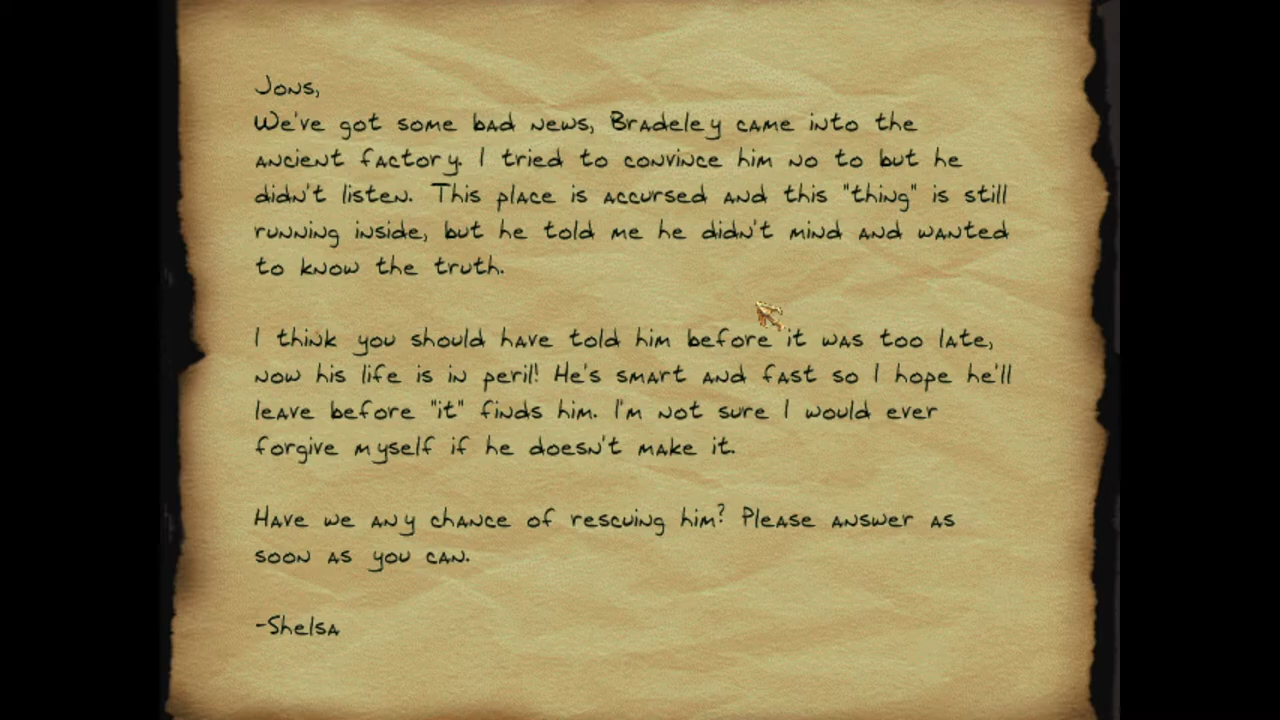 Jons,
We've got some bad news, Bradeley came into the
ancient factory. I tried to convince him no to but he
didn't listen. This place is accursed and this "thing" is still
running inside, but he told me he didn't mind and wanted
to know the truth.
I think you should have told him before it was too late,
now his life is in peril! He's smart and fast so I hope he'll
leave before "it" finds him. I'm not sure I would ever
forgive myself if he doesn't make it.
Have we any chance of rescuing him? Please answer as
soon as you can.
-Shelsa